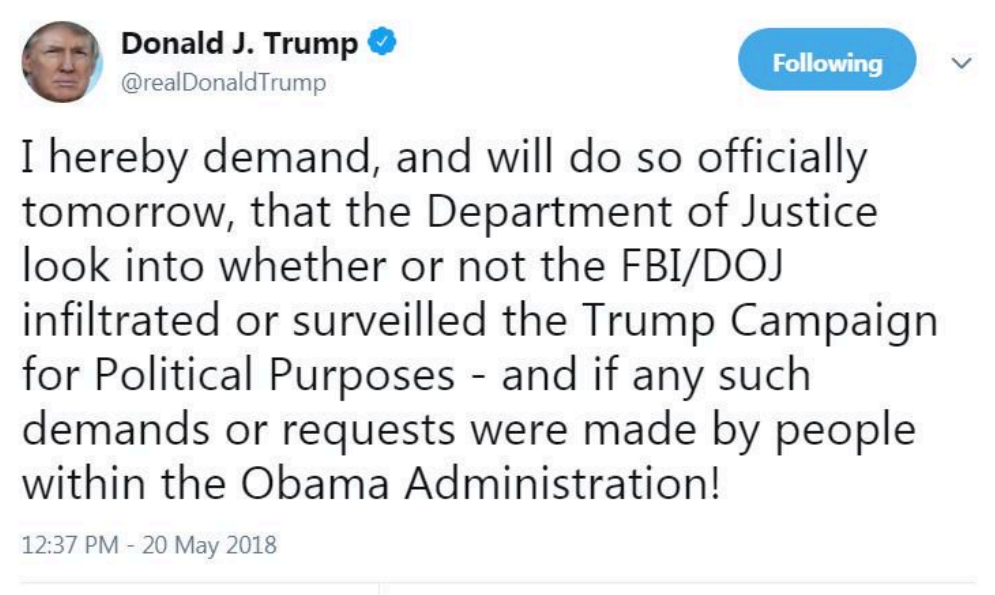 Donald J. Trump
@realDonaldTrump
Following
I hereby demand, and will do so officially
tomorrow, that the Department of Justice
look into whether or not the FBI/DOJ
infiltrated or surveilled the Trump Campaign
for Political Purposes - and if any such
demands or requests were made by people
within the Obama Administration!
12:37 PM - 20 May 2018